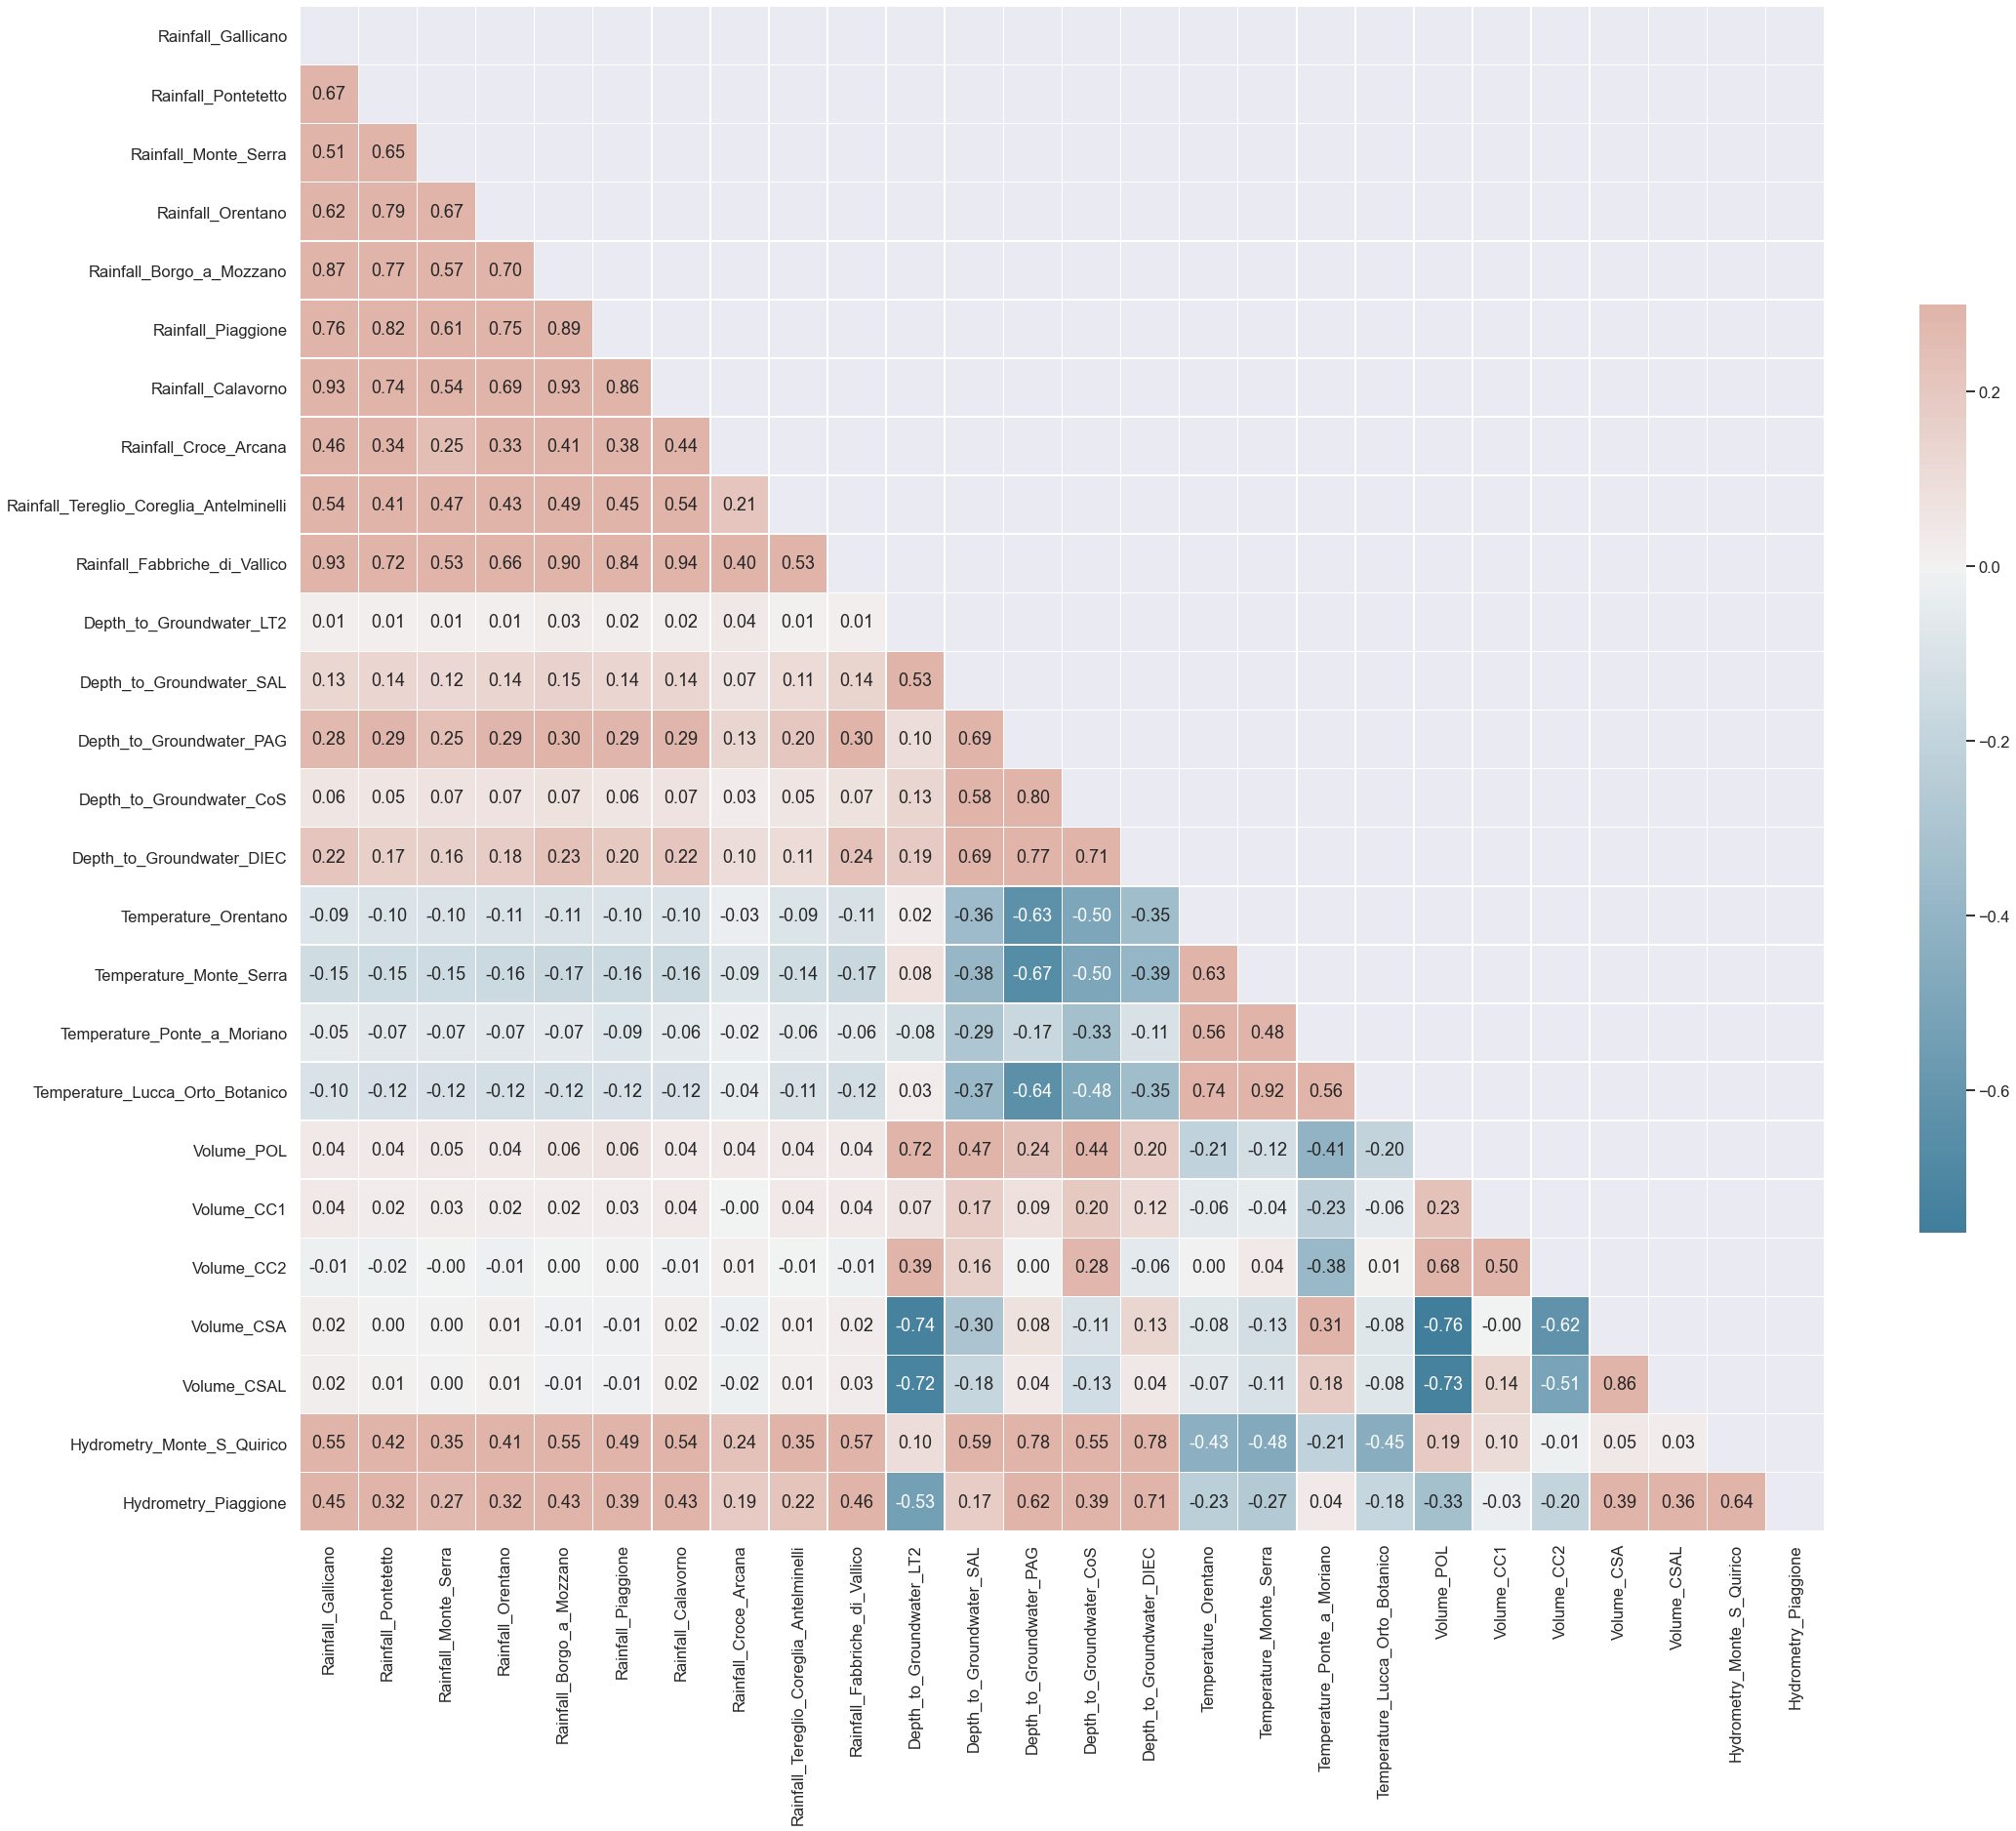 Rainfall_Gallicano
Rainfall_Pontetetto 0.67
Rainfall_Monte_Serra 0.51 0.65
Rainfall_Orentano 0.62 0.79 0.67
Rainfall_Borgo_a_Mozzano 0.87 0.77 0.57 0.70
Rainfall_Piaggione 0.76 0.82 0.61 0.75 0.89
Rainfall_Calavorno 0.93 0.74 0.54 0.69 0.93 0.86
Rainfall_Croce_Arcana 0.46 0.34 0.25 0.33 0.41 0.38 0.44
Rainfall_Tereglio_Coreglia_Antelminelli 0.54 0.41 0.47 0.43 0.49 0.45 0.54 0.21
Rainfall_Fabbriche_di_Vallico 0.93 0.72 0.53 0.66 0.90 0.84 0.94 0.40 0.53
Depth_to_Groundwater_LT2 0.01 0.01 0.01 0.01 0.03 0.02 0.02 0.04 0.01 0.01
Depth_to_Groundwater_SAL 0.13 0.14 0.12 0.14 0.15 0.14 0.14 0.07 0.11 0.14 0.53
Depth_to_Groundwater_PAG 0.28 0.29 0.25 0.29 0.30 0.29 0.29 0.13 0.20 0.30 0.10 0.69
Depth_to_Groundwater_CoS 0.06 0.05 0.07 0.07 0.07 0.06 0.07 0.03 0.05 0.07 0.13 0.58 0.80
Depth_to_Groundwater_DIEC 0.22 0.17 0.16 0.18 0.23 0.20 0.22 0.10 0.11 0.24 0.19 0.69 0.77 0.71
Temperature_Orentano -0.09 -0.10 -0.10 -0.11 -0.11 -0.10 -0.10 -0.03 -0.09 -0.11 0.02 -0.36 -0.63 -0.50 -0.35
Temperature_Monte_Serra -0.15 -0.15 -0.15 -0.16 -0.17 -0.16 -0.16 -0.09 -0.14 -0.17 0.08 -0.38 -0.67 -0.50 -0.39 0.63
Temperature_Ponte_a_Moriano -0.05 -0.07 -0.07 -0.07 -0.07 -0.09 -0.06 -0.02 -0.06 -0.06 -0.08 -0.29 -0.17 -0.33 -0.11 0.56 0.48
Temperature_Lucca_Orto_Botanico -0.10 -0.12 -0.12 -0.12 -0.12 -0.12 -0.12 -0.04 -0.11 -0.12 0.03 -0.37 -0.64 -0.48 -0.35 0.74 0.92 0.56
Volume_POL 0.04 0.04 0.05 0.04 0.06 0.06 0.04 0.04 0.04 0.04 0.72 0.47 0.24 0.44 0.20 -0.21 -0.12 -0.41 -0.20
Volume_CC1 0.04 0.02 0.03 0.02 0.02 0.03 0.04 -0.00 0.04 0.04 0.07 0.17 0.09 0.20 0.12 -0.06 -0.04 -0.23 -0.06 0.23
Volume_CC2 -0.01 -0.02 -0.00 -0.01 0.00 0.00 -0.01 0.01 -0.01 -0.01 0.39 0.16 0.00 0.28 -0.06 0.00 0.04 -0.38 0.01 0.68 0.50
Volume_CSA 0.02 0.00 0.00 0.01 -0.01 -0.01 0.02 -0.02 0.01 0.02 -0.74 -0.30 0.08 -0.11 0.13 -0.08 -0.13 0.31 -0.08 -0.76 -0.00 -0.62
Volume_CSAL 0.02 0.01 0.00 0.01 -0.01 -0.01 0.02 -0.02 0.01 0.03 -0.72 -0.18 0.04 -0.13 0.04 -0.07 -0.11 0.18 -0.08 -0.73 0.14 -0.51 0.86
Hydrometry_Monte_S_Quirico 0.55 0.42 0.35 0.41 0.55 0.49 0.54 0.24 0.35 0.57 0.10 0.59 0.78 0.55 0.78 -0.43 -0.48 -0.21 -0.45 0.19 0.10 -0.01 0.05 0.03
Hydrometry_Piaggione 0.45 0.32 0.27 0.32 0.43 0.39 0.43 0.19 0.22 0.46 -0.53 0.17 0.62 0.39 0.71 -0.23 -0.27 0.04 -0.18 -0.33 -0.03 -0.20 0.39 0.36 0.64
Rainfall_Gallicano
Rainfall_Pontetetto
Rainfall_Monte_Serra
Rainfall_Orentano
Rainfall_Borgo_a_Mozzano
Rainfall_Piaggione
Rainfall_Calavorno
Rainfall_Croce_Arcana
Rainfall_Tereglio_Coreglia_Antelminelli
Rainfall_Fabbriche_di_Vallico
Depth_to_Groundwater_LT2
Depth_to_Groundwater_SAL
Depth_to_Groundwater_PAG
Depth_to_Groundwater_CoS
Depth_to_Groundwater_DIEC
Temperature_Orentano
Temperature_Monte_Serra
Temperature_Ponte_a_Moriano
Temperature_Lucca_Orto_Botanico
Volume_POL
Volume_CC1
Volume_CC2
Volume_CSA
Volume_CSAL
Hydrometry_Monte_S_Quirico
Hydrometry_Piaggione
0.2
0.0
−0.2
−0.4
−0.6